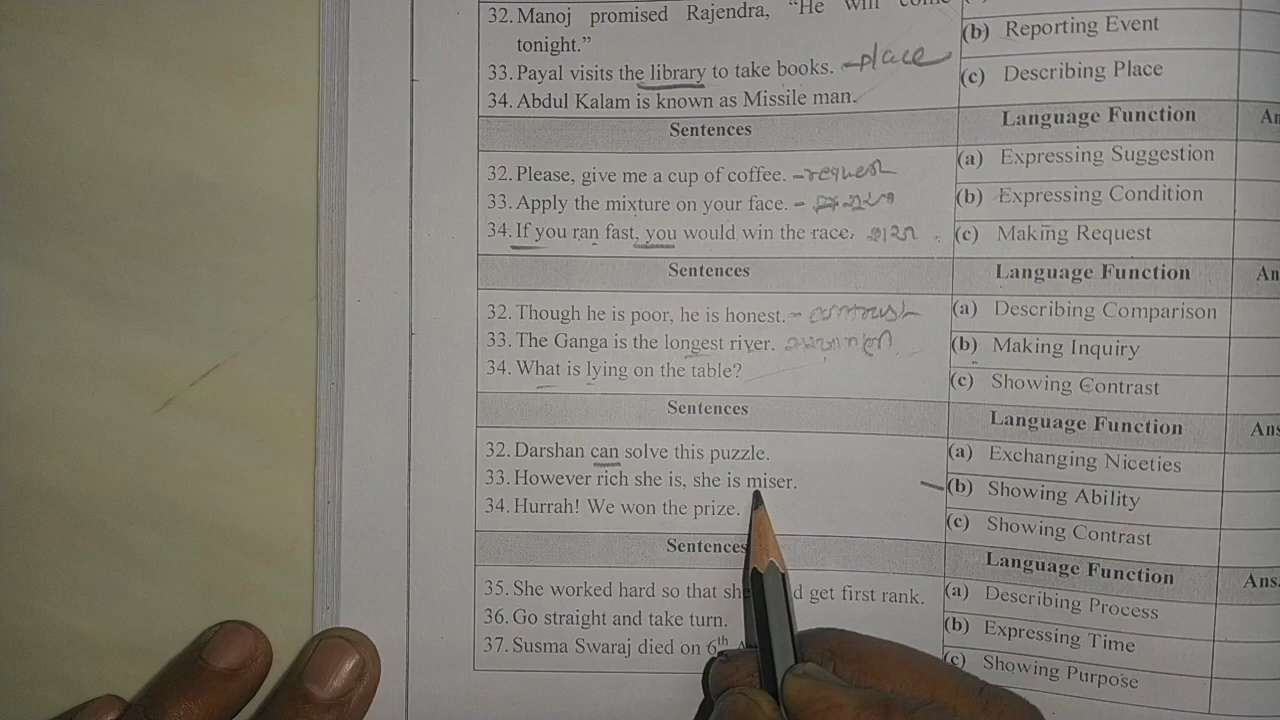 32. Manoj promised Rajendra, "He will come
tonight."
(b) Reporting Event
33. Payal visits the library to take books. -place
(c) Describing Place
34. Abdul Kalam is known as Missile man.
Sentences Language Function
32. Please, give me a cup of coffee. -request
(a) Expressing Suggestion
33. Apply the mixture on your face. -
(b) Expressing Condition
34. If you ran fast, you would win the race.
(c) Making Request
Sentences Language Function
32. Though he is poor, he is honest. -
(a) Describing Comparison
33. The Ganga is the longest river.
(b) Making Inquiry
34. What is lying on the table?
(c) Showing Contrast
Sentences Language Function Ans
32. Darshan can solve this puzzle.
(a) Exchanging Niceties
33. However rich she is, she is miser.
(b) Showing Ability
34. Hurrah! We won the prize.
(c) Showing Contrast
Sentences Language Function Ans.
35. She worked hard so that she get first rank.
(a) Describing Process
36. Go straight and take turn.
(b) Expressing Time
37. Susma Swaraj died on 6th
(c) Showing Purpose